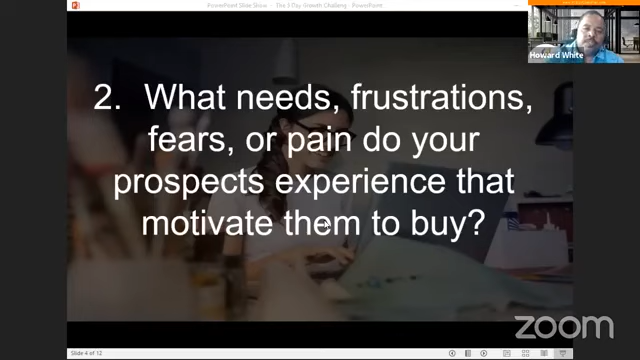 PowerPoint Slide Show - The 3 Day Growth Challeng - PowerPoint
Howard White
2. What needs, frustrations,
fears, or pain do your
prospects experience that
motivate them to buy?
zoom
Slide 4 of 12